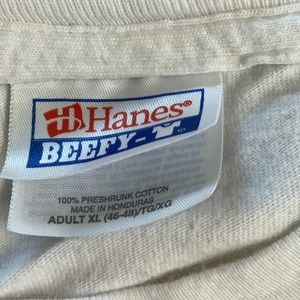 Hanes®
BEEFY-T
100% PRESHRUNK COTTON
MADE IN HONDURAS
ADULT XL (46-48)/TG/XG